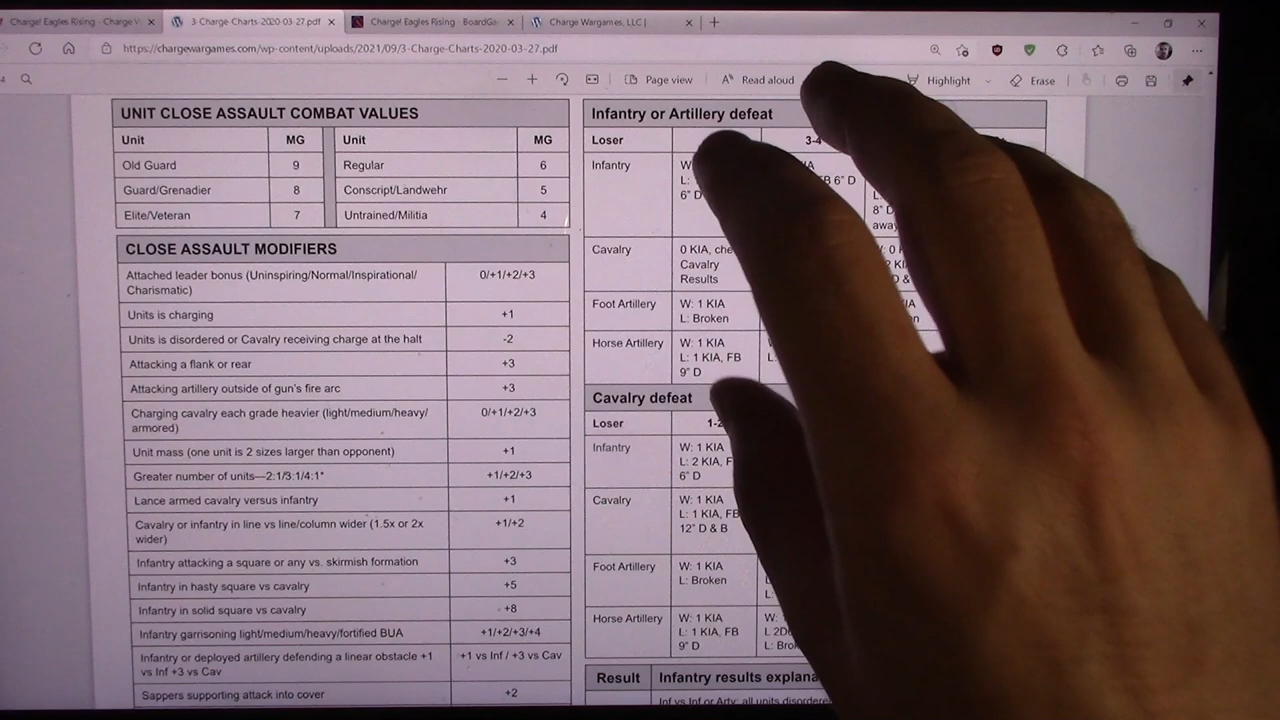 Charge! Eagles Rising - Charge
3-Charge-Charts-2020-03-27.pdf
Charge! Eagles Rising - BoardGa
Charge Wargames, LLC |
https://chargewargames.com/wp-content/uploads/2021/09/3-Charge-Charts-2020-03-27.pdf
Page view
Read aloud
Highlight
Erase
UNIT CLOSE ASSAULT COMBAT VALUES
Unit MG Unit MG
Old Guard 9 Regular 6
Guard/Grenadier 8 Conscript/Landwehr 5
Elite/Veteran 7 Untrained/Militia 4
CLOSE ASSAULT MODIFIERS
Attached leader bonus (Uninspiring/Normal/Inspirational/ 0/+1/+2/+3
Charismatic)
Units is charging +1
Units is disordered or Cavalry receiving charge at the halt -2
Attacking a flank or rear +3
Attacking artillery outside of gun's fire arc +3
Charging cavalry each grade heavier (light/medium/heavy/ 0/+1/+2/+3
armored)
Unit mass (one unit is 2 sizes larger than opponent) +1
Greater number of units—2:1/3:1/4:1* +1/+2/+3
Lance armed cavalry versus infantry +1
Cavalry or infantry in line vs line/column wider (1.5x or 2x +1/+2
wider)
Infantry attacking a square or any vs. skirmish formation +3
Infantry in hasty square vs cavalry +5
Infantry in solid square vs cavalry +8
Infantry garrisoning light/medium/heavy/fortified BUA +1/+2/+3/+4
Infantry or deployed artillery defending a linear obstacle +1 +1 vs Inf / +3 vs Cav
vs Inf +3 vs Cav
Sappers supporting attack into cover +2
Infantry or Artillery defeat
Loser 3-4
Infantry W
L: 6" D
6" D 8" D
away
Cavalry 0 KIA,
Cavalry
Results D &
Foot Artillery W: 1 KIA
L: Broken
Horse Artillery W: 1 KIA
L: 1 KIA, FB
9" D
Cavalry defeat
Loser
Infantry W: 1 KIA
L: 2 KIA,
6" D
Cavalry W: 1 KIA
L: 1 KIA, FB
12" D & B
Foot Artillery W: 1 KIA
L: Broken
Horse Artillery W: 1 KIA W:
L: 1 KIA, FB
9" D
Result Infantry results
Inf vs Inf or Arty: all units